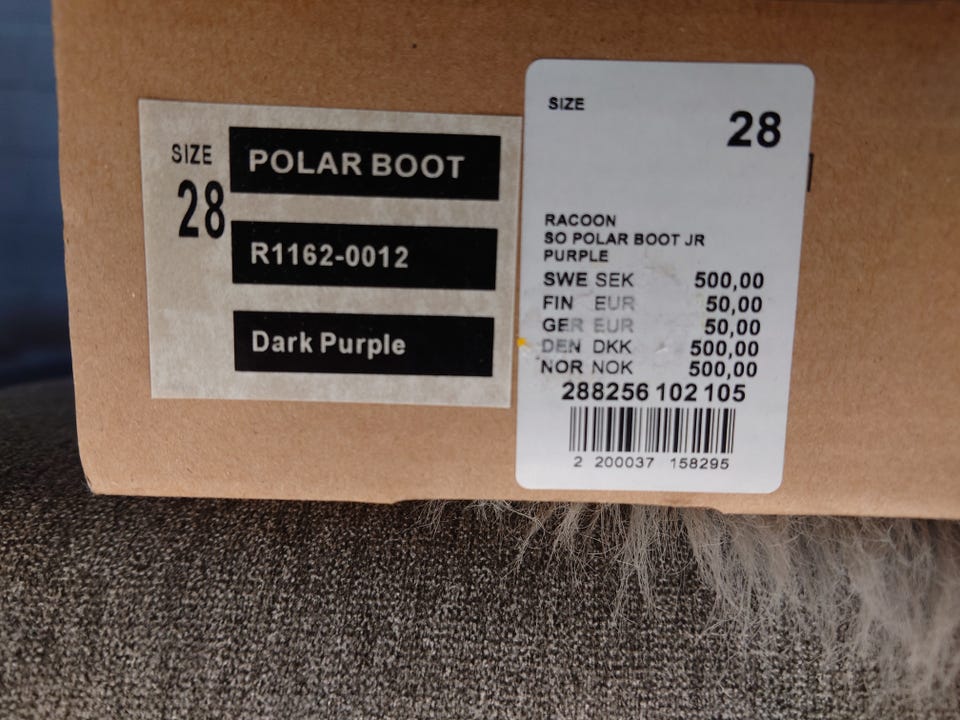 SIZE
28
POLAR BOOT
R1162-0012
Dark Purple
SIZE
28
RACOON
SO POLAR BOOT JR
PURPLE
SWE SEK 500,00
FIN EUR 50,00
GER EUR 50,00
DEN DKK 500,00
NOR NOK 500,00
288256 102 105
2 200037 158295